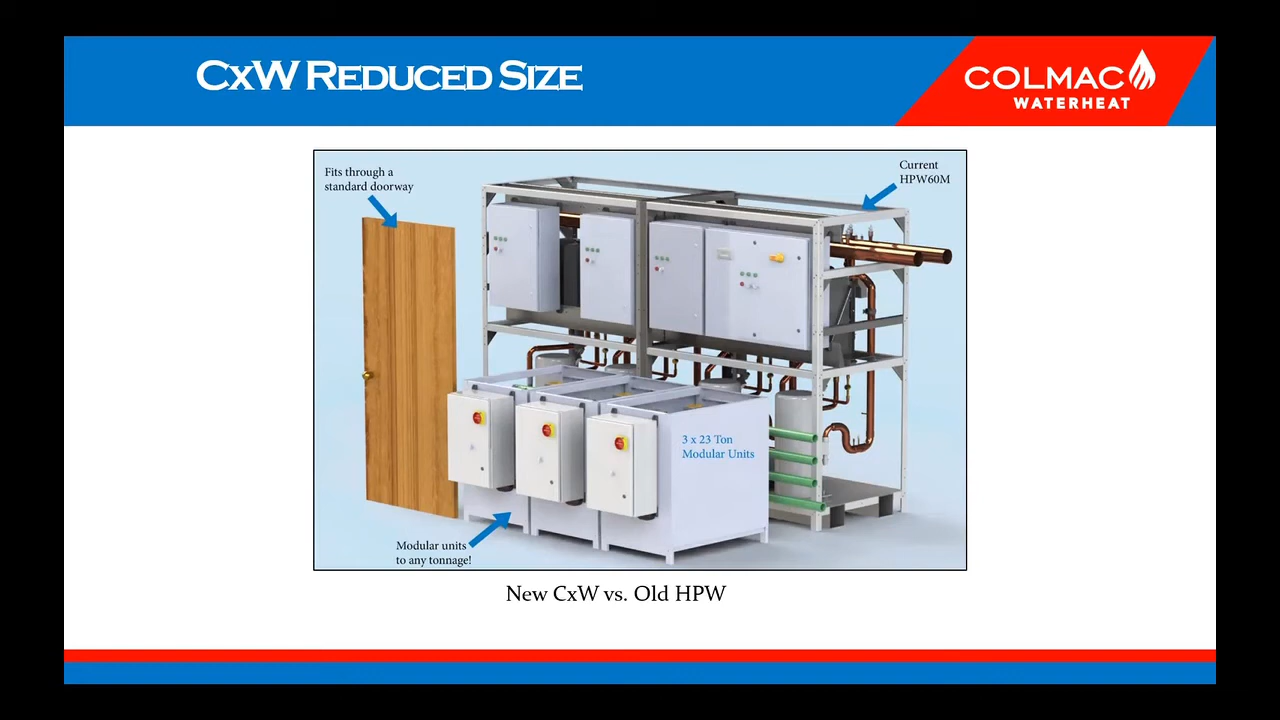 CxW Reduced Size
COLMAC
WATERHEAT
Fits through a
standard doorway
Current
HPW60M
3 x 23 Ton
Modular Units
Modular units
to any tonnage!
New CxW vs. Old HPW